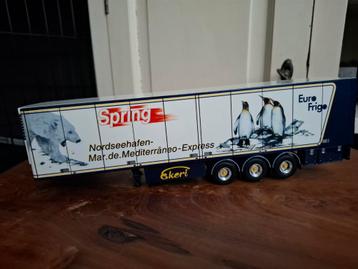 Spring
Euro
Frigo
Nordseehafen-
Mar.de.Mediterráneo-Express
Ekeri